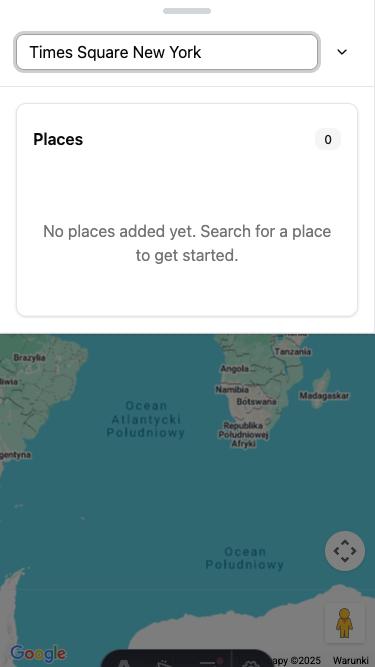 Times Square New York
Places
0
No places added yet. Search for a place
to get started.
Brazylia
Tanzania
Angola
Namibia
Botswana
Madagaskar
Ocean
Atlantycki
Południowy
Republika
Południowej
Afryki
gentyna
Ocean
Południowy
Google
apy ©2025
Warunki